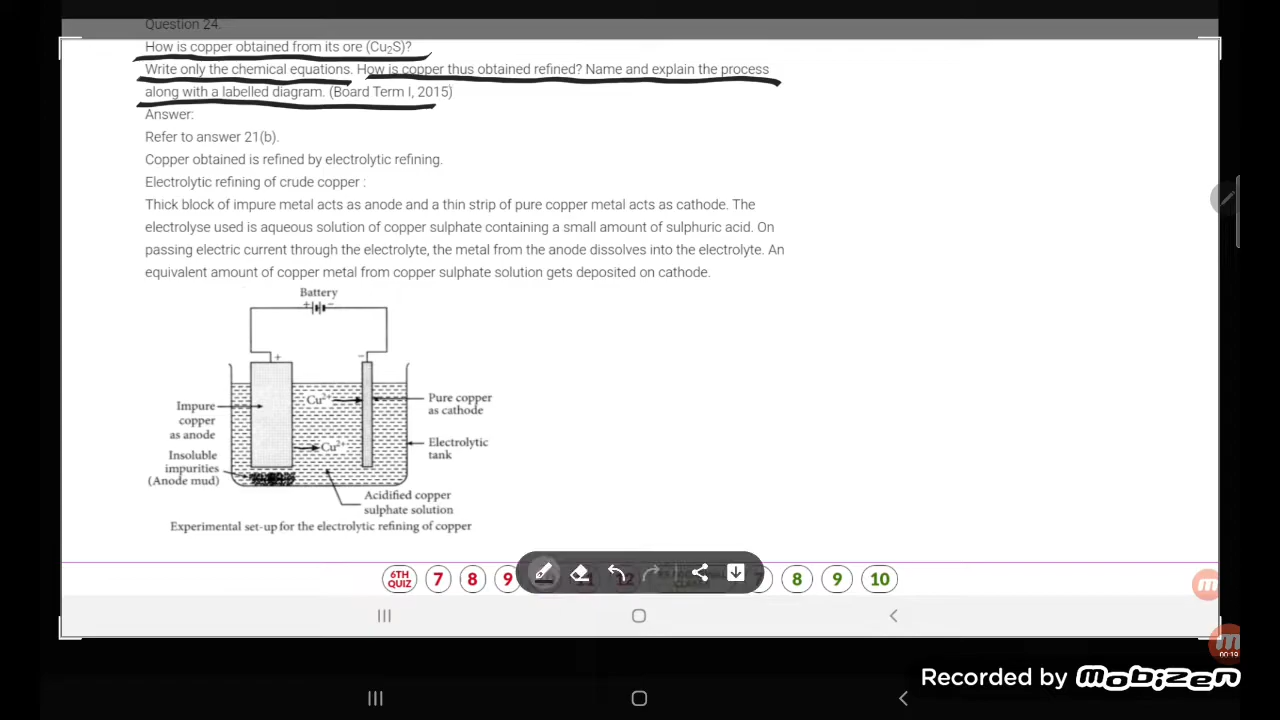 Question 24.
How is copper obtained from its ore (Cu₂S)?
Write only the chemical equations. How is copper thus obtained refined? Name and explain the process
along with a labelled diagram. (Board Term I, 2015)
Answer:
Refer to answer 21(b).
Copper obtained is refined by electrolytic refining.
Electrolytic refining of crude copper :
Thick block of impure metal acts as anode and a thin strip of pure copper metal acts as cathode. The
electrolyse used is aqueous solution of copper sulphate containing a small amount of sulphuric acid. On
passing electric current through the electrolyte, the metal from the anode dissolves into the electrolyte. An
equivalent amount of copper metal from copper sulphate solution gets deposited on cathode.
Battery
+ −
+ −
Cu²⁺
Pure copper
as cathode
Impure
copper
as anode
Cu²⁺
Electrolytic
tank
Insoluble
impurities
(Anode mud)
Acidified copper
sulphate solution
Experimental set-up for the electrolytic refining of copper
6TH
QUIZ
7 8 9 11 12 7 8 9 10
00:19
Recorded by
mobizen